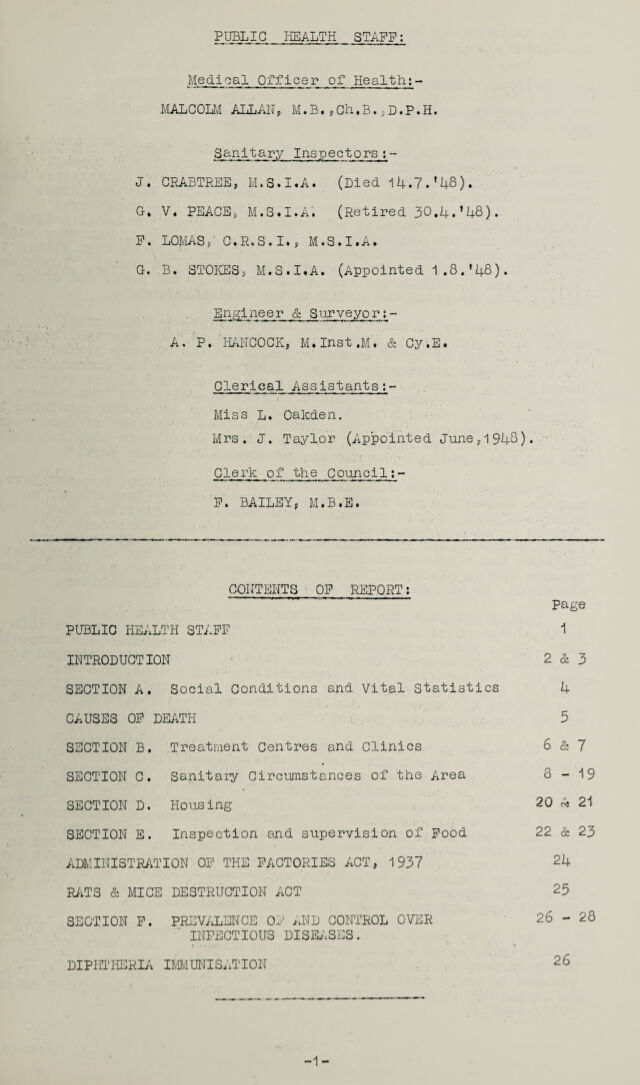 PUBLIC HEALTH STAFF:
Medical Officer of Health:-
MALCOLM ALLAN, M.B.,Ch.B.,D.P.H.
Sanitary Inspectors:-
J. CRABTREE, M.S.I.A. (Died 14.7.'48).
G. V. PEACE, M.S.I.A. (Retired 30.4.'48).
F. LOMAS, C.R.S.I., M.S.I.A.
G. B. STOKES, M.S.I.A. (Appointed 1.8.'48).
Engineer & Surveyor:-
A. P. HANCOCK, M.Inst.M. & Cy.E.
Clerical Assistants:-
Miss L. Oakden.
Mrs. J. Taylor (Appointed June,1948).
Clerk of the Council:-
F. BAILEY, M.B.E.
CONTENTS OF REPORT:
Page
PUBLIC HEALTH STAFF 1
INTRODUCTION 2 & 3
SECTION A. Social Conditions and Vital Statistics 4
CAUSES OF DEATH 5
SECTION B. Treatment Centres and Clinics 6 & 7
SECTION C. Sanitary Circumstances of the Area 8 - 19
SECTION D. Housing 20 & 21
SECTION E. Inspection and supervision of Food 22 & 23
ADMINISTRATION OF THE FACTORIES ACT, 1937 24
RATS & MICE DESTRUCTION ACT 25
SECTION F. PREVALENCE OF AND CONTROL OVER 26 - 28
INFECTIOUS DISEASES.
DIPHTHERIA IMMUNISATION 26
-1-